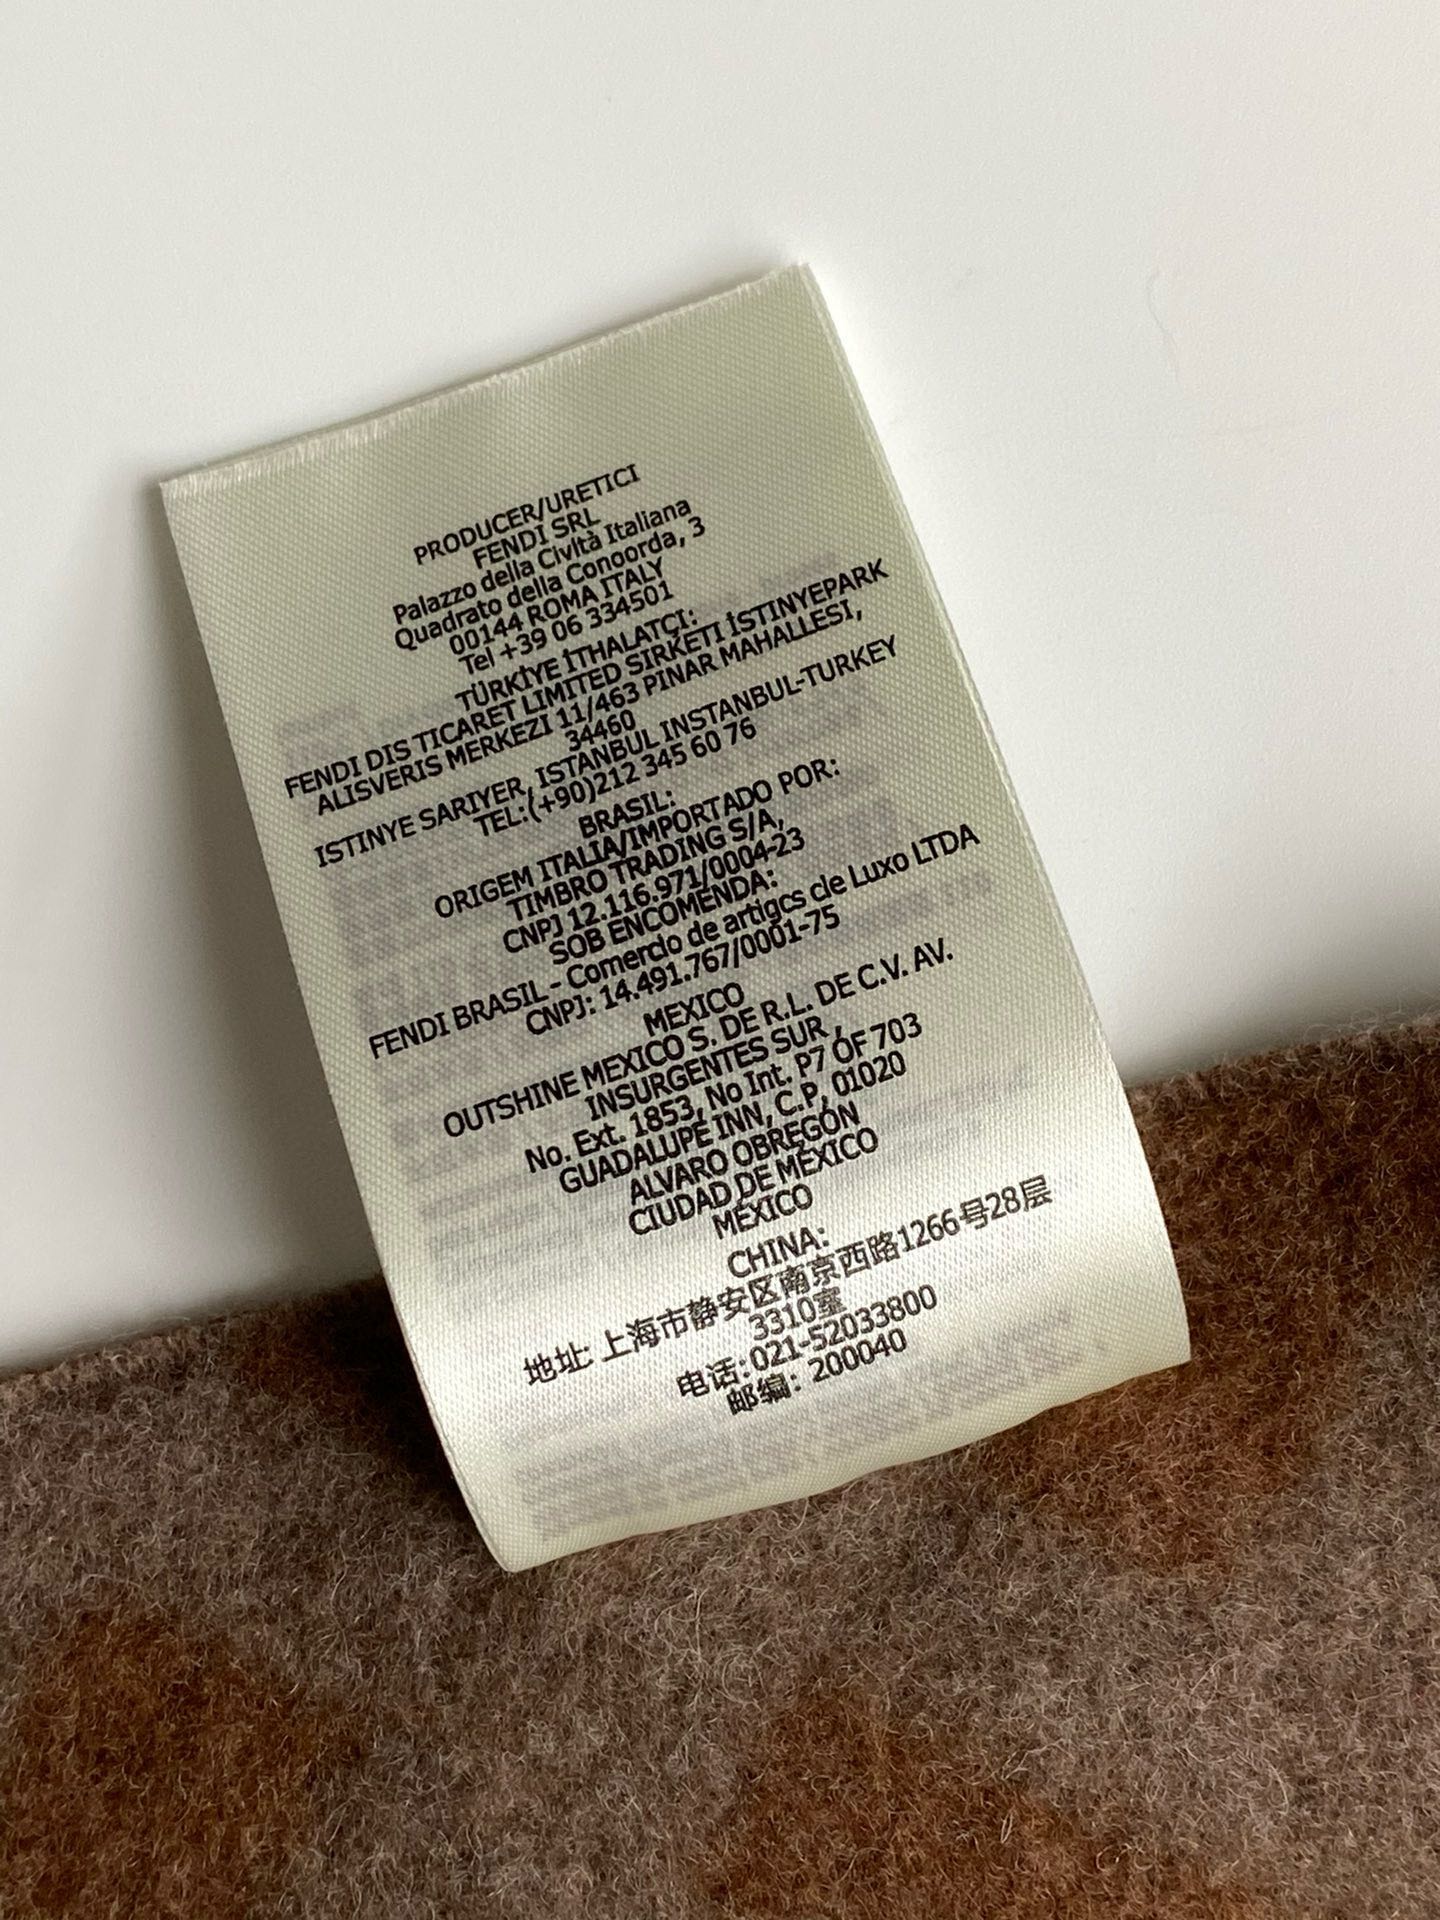 PRODUCER/URETICI
FENDI SRL
Palazzo della Civltà Italiana
Quadrato della Conoorda, 3
00144 ROMA ITALY
Tel +39 06 334501
TÜRKİYE İTHALATÇI:
FENDI DIS TICARET LIMITED SIRKETI İSTINYEPARK
ALISVERIS MERKEZI 11/463 PINAR MAHALLESI,
34460
ISTINYE SARIYER, ISTANBUL INSTANBUL-TURKEY
TEL:(+90)212 345 60 76
BRASIL:
ORIGEM ITALIA/IMPORTADO POR:
TIMBRO TRADING S/A,
CNPJ 12.116.971/0004-23
SOB ENCOMENDA:
FENDI BRASIL - Comerdo de artigcs cle Luxo LTDA
CNPJ: 14.491.767/0001-75
MEXICO
OUTSHINE MEXICO S. DE R.L. DE C.V. AV.
INSURGENTES SUR ,
No. Ext. 1853, No Int. P7 OF 703
GUADALUPE INN, C.P, 01020
ALVARO OBREGÓN
CIUDAD DE MÉXICO
MÉXICO
CHINA:
地址: 上海市静安区南京西路1266号28层
3310室
电话:021-52033800
邮编: 200040